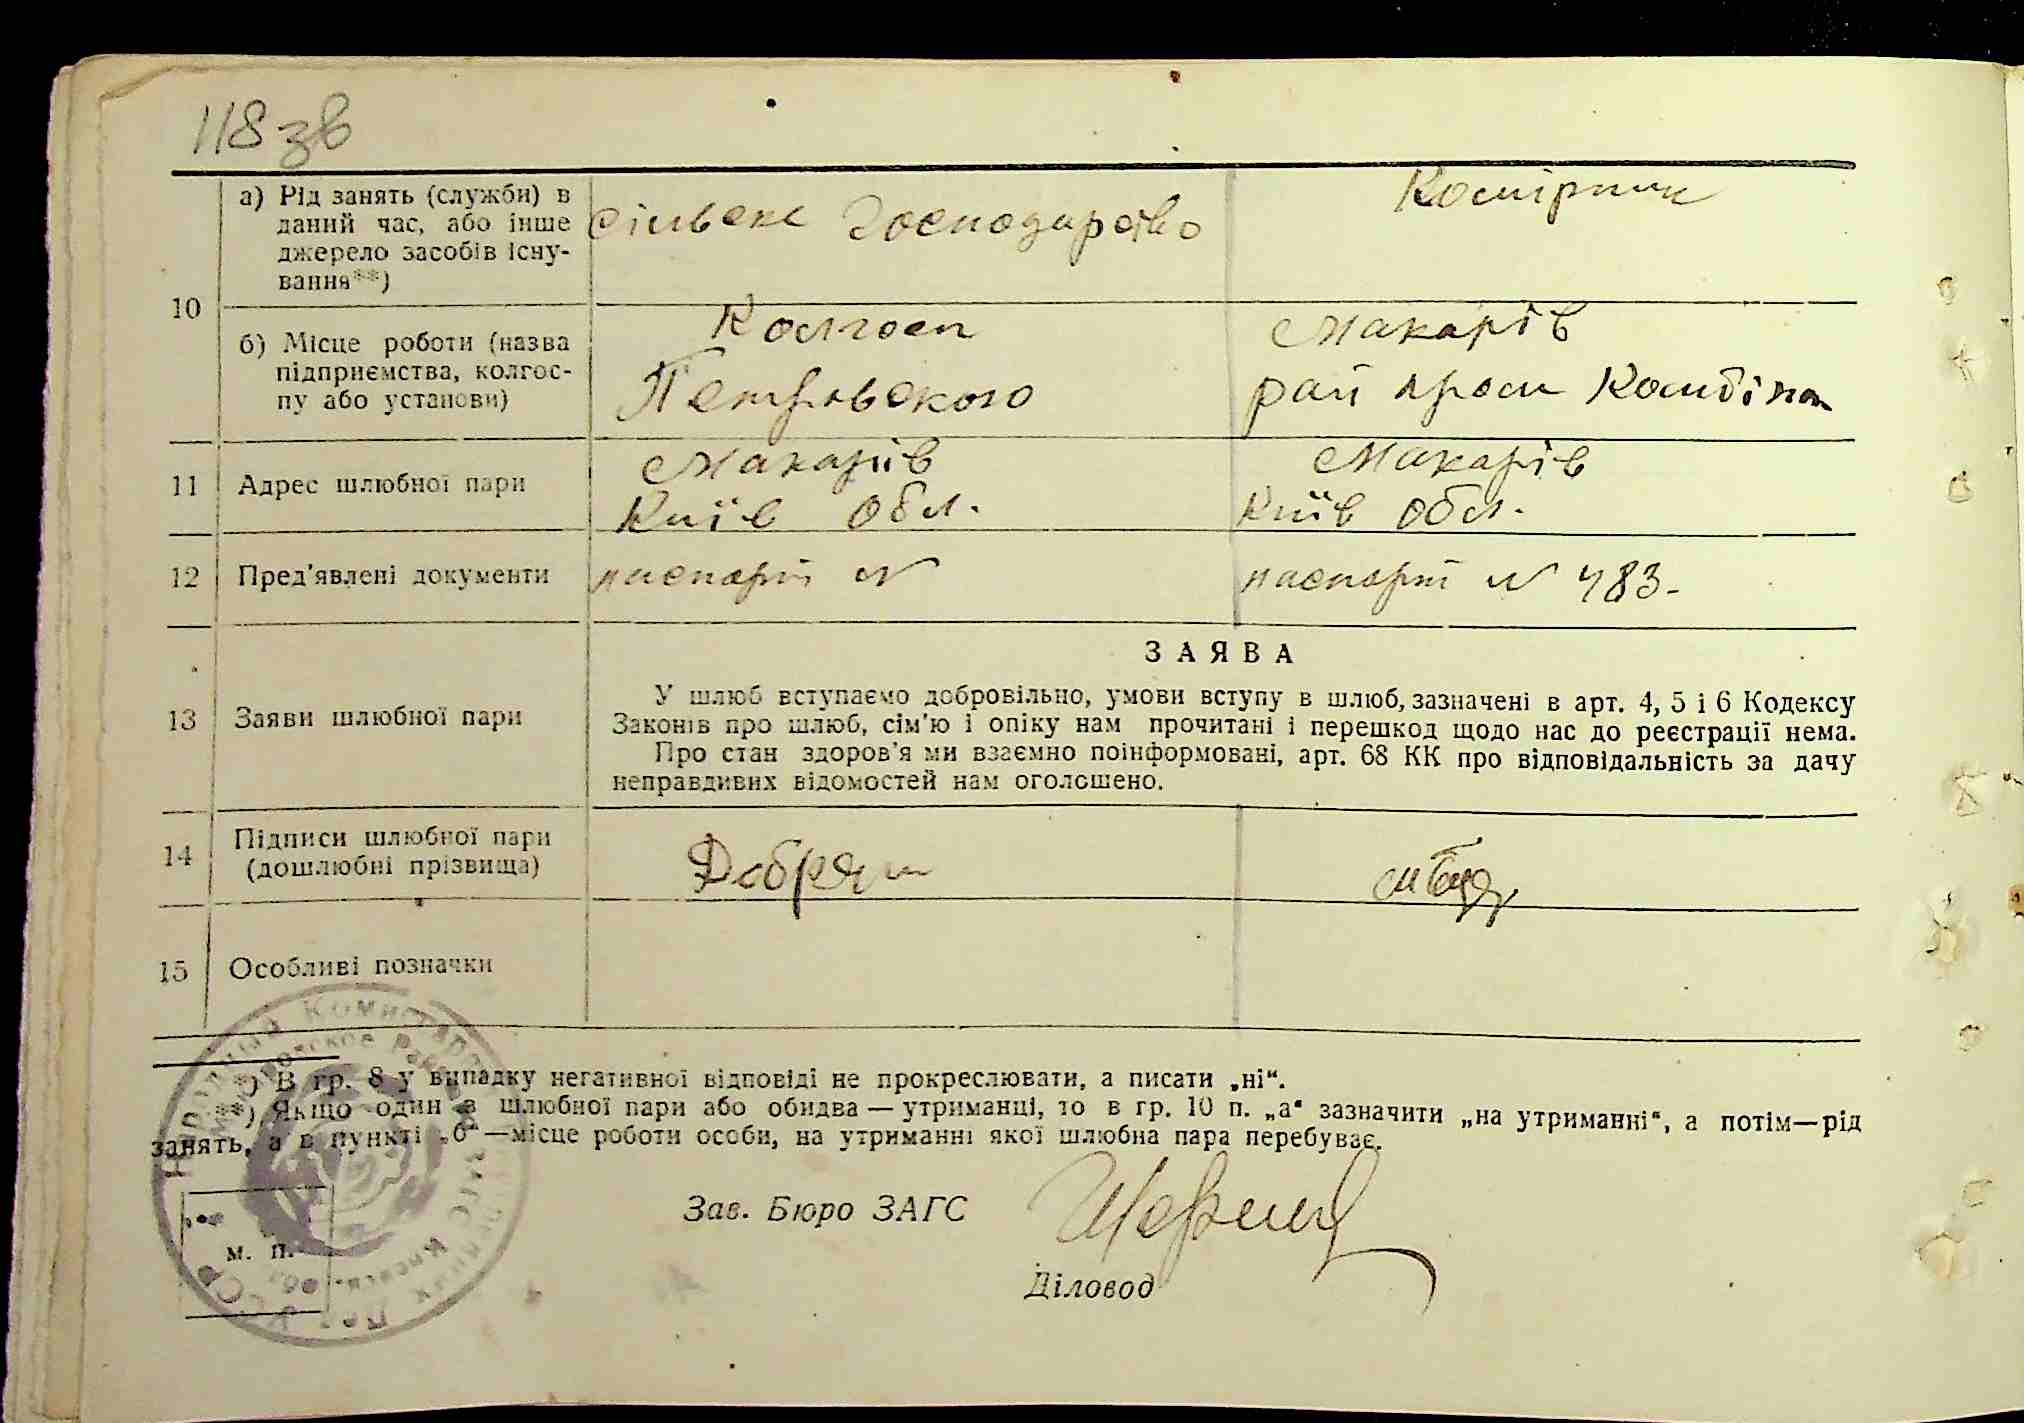 118 зв
10
а) Рід занять (служби) в
даний час, або інше
джерело засобів існу-
вання**)
сільске господарство
Комірник
б) Місце роботи (назва
підприємства, колгос-
пу або установи)
Колгосп
Петровського
Макарів
рай пром Комбінат
11
Адрес шлюбної пари
Макарів
Київ обл.
Макарів
Київ обл.
12
Пред'явлені документи
паспорт №
паспорт № 483-
13
Заяви шлюбної пари
ЗАЯВА
У шлюб вступаємо добровільно, умови вступу в шлюб, зазначені в арт. 4, 5 і 6 Кодексу
Законів про шлюб, сім'ю і опіку нам прочитані і перешкод щодо нас до реєстрації нема.
Про стан здоров'я ми взаємно поінформовані, арт. 68 КК про відповідальність за дачу
неправдивих відомостей нам оголошено.
14
Підписи шлюбної пари
(дошлюбні прізвища)
15
Особливі позначки
*) В гр. 8 у випадку негативної відповіді не прокреслювати, а писати „ні“.
**) Якщо один з шлюбної пари або обидва — утриманці, то в гр. 10 п. „а“ зазначити „на утриманні“, а потім—рід
занять, а в пункті „б“—місце роботи особи, на утриманні якої шлюбна пара перебуває.
Зав. Бюро ЗАГС
Діловод
м. п.